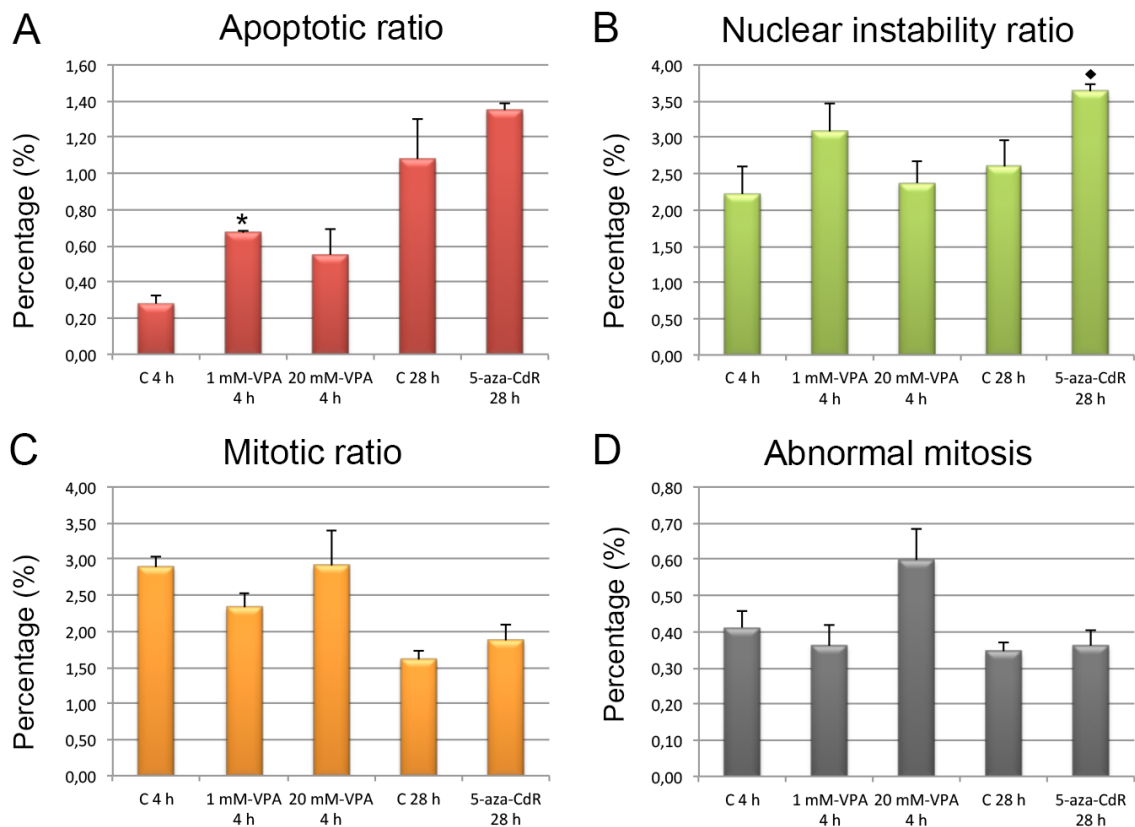 A
Apoptotic ratio
Percentage (%)
1,60
1,40
1,20
1,00
0,80
0,60
0,40
0,20
0,00
*
C 4 h
1 mM-VPA
4 h
20 mM-VPA
4 h
C 28 h
5-aza-CdR
28 h
B
Nuclear instability ratio
Percentage (%)
4,00
3,50
3,00
2,50
2,00
1,50
1,00
0,50
0,00
◆
C 4 h
1 mM-VPA
4 h
20 mM-VPA
4 h
C 28 h
5-aza-CdR
28 h
C
Mitotic ratio
Percentage (%)
4,00
3,50
3,00
2,50
2,00
1,50
1,00
0,50
0,00
C 4 h
1 mM-VPA
4 h
20 mM-VPA
4 h
C 28 h
5-aza-CdR
28 h
D
Abnormal mitosis
Percentage (%)
0,80
0,70
0,60
0,50
0,40
0,30
0,20
0,10
0,00
C 4 h
1 mM-VPA
4 h
20 mM-VPA
4 h
C 28 h
5-aza-CdR
28 h